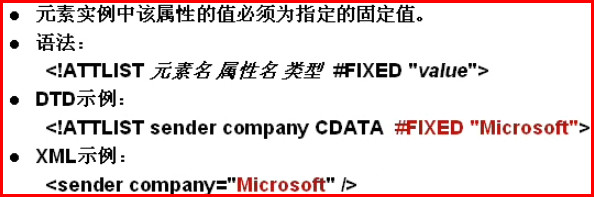 ● 元素实例中该属性的值必须为指定的固定值。
● 语法：
<!ATTLIST 元素名 属性名 类型 #FIXED "value">
● DTD示例：
<!ATTLIST sender company CDATA #FIXED "Microsoft">
● XML示例：
<sender company="Microsoft" />